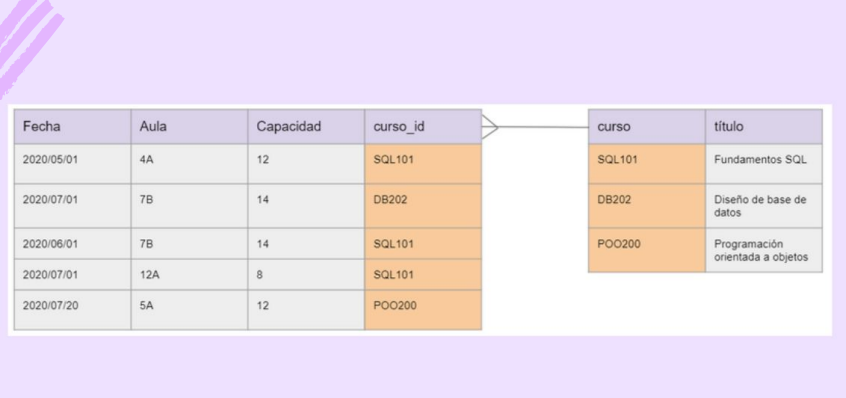 Fecha Aula Capacidad curso_id
2020/05/01 4A 12 SQL101
2020/07/01 7B 14 DB202
2020/06/01 7B 14 SQL101
2020/07/01 12A 8 SQL101
2020/07/20 5A 12 POO200
curso título
SQL101 Fundamentos SQL
DB202 Diseño de base de
datos
POO200 Programación
orientada a objetos